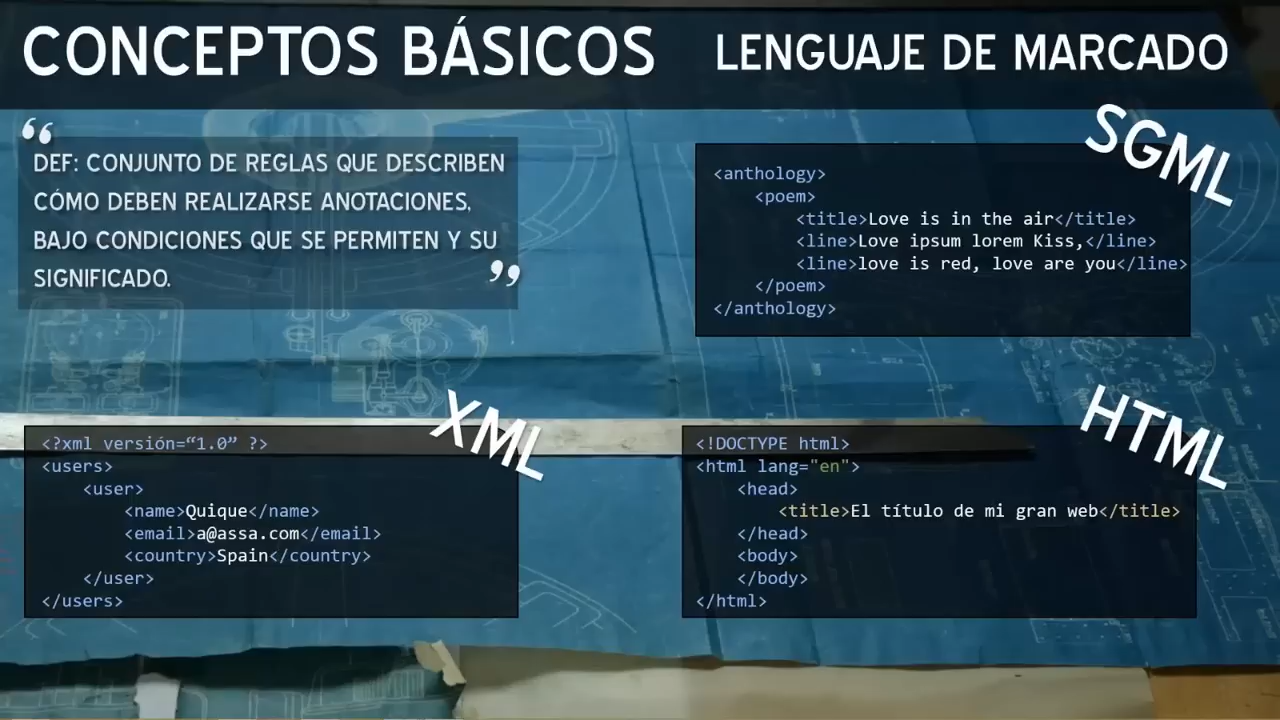 CONCEPTOS BÁSICOS
LENGUAJE DE MARCADO
“
DEF: CONJUNTO DE REGLAS QUE DESCRIBEN
CÓMO DEBEN REALIZARSE ANOTACIONES,
BAJO CONDICIONES QUE SE PERMITEN Y SU
SIGNIFICADO.
”
SGML
<anthology>
    <poem>
        <title>Love is in the air</title>
        <line>Love ipsum lorem Kiss,</line>
        <line>love is red, love are you</line>
    </poem>
</anthology>
XML
<?xml versión=“1.0” ?>
<users>
    <user>
        <name>Quique</name>
        <email>a@assa.com</email>
        <country>Spain</country>
    </user>
</users>
HTML
<!DOCTYPE html>
<html lang="en">
    <head>
        <title>El título de mi gran web</title>
    </head>
    <body>
    </body>
</html>